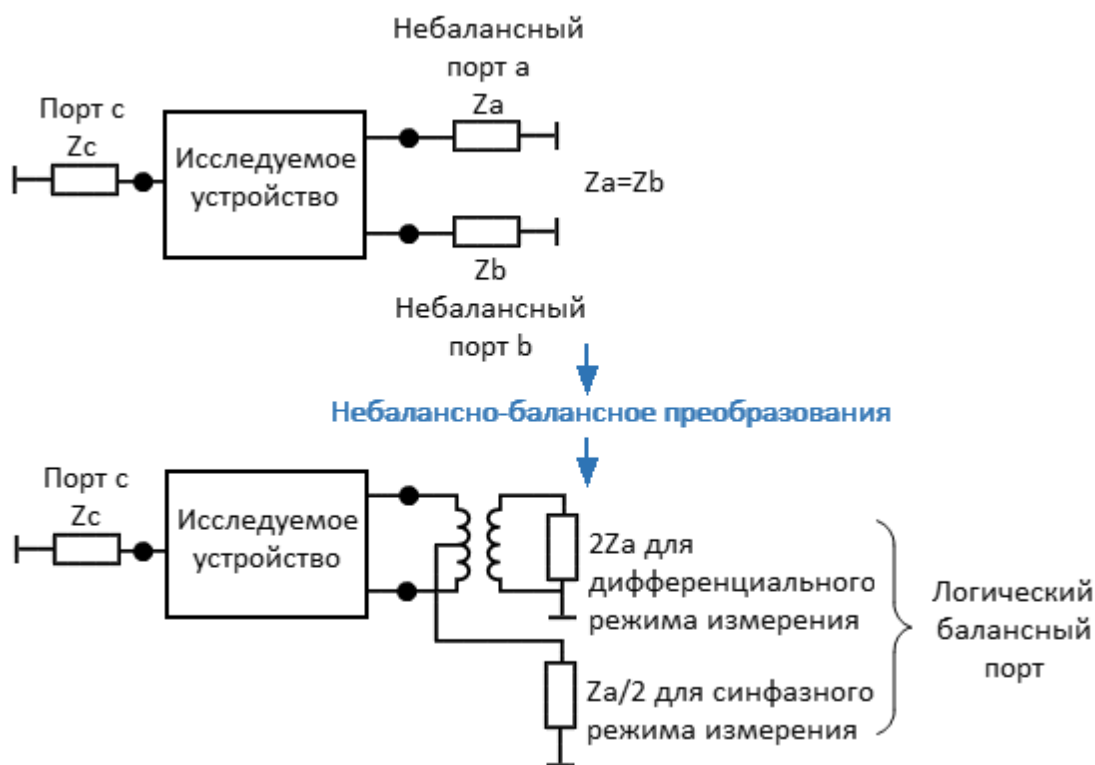 Небалансный
порт a
Za
Порт c
Zc
Исследуемое
устройство
Za=Zb
Zb
Небалансный
порт b
Небалансно-балансное преобразования
Порт c
Zc
Исследуемое
устройство
2Za для
дифференциального
режима измерения
Логический
балансный
порт
Za/2 для синфазного
режима измерения